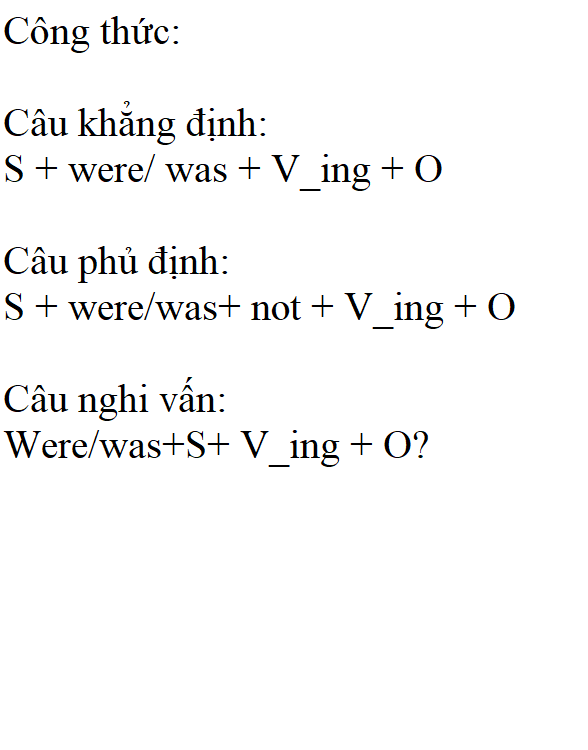 Công thức:
Câu khẳng định:
S + were/ was + V_ing + O
Câu phủ định:
S + were/was+ not + V_ing + O
Câu nghi vấn:
Were/was+S+ V_ing + O?